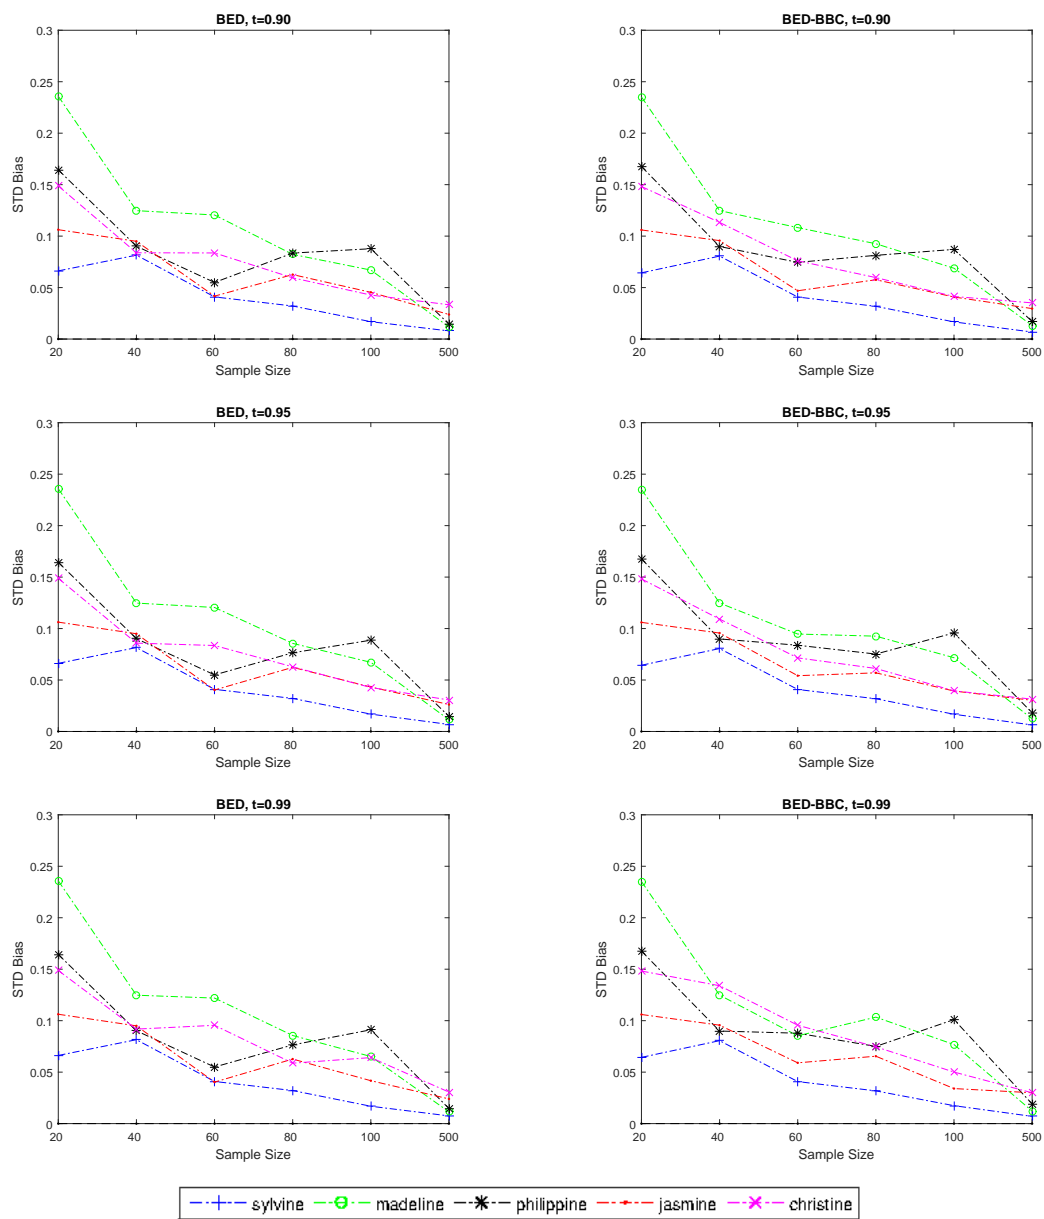 BED, t=0.90
0.3
0.25
0.2
0.15
0.1
0.05
0
STD Bias
20 40 60 80 100 500
Sample Size
BED-BBC, t=0.90
0.3
0.25
0.2
0.15
0.1
0.05
0
STD Bias
20 40 60 80 100 500
Sample Size
BED, t=0.95
0.3
0.25
0.2
0.15
0.1
0.05
0
STD Bias
20 40 60 80 100 500
Sample Size
BED-BBC, t=0.95
0.3
0.25
0.2
0.15
0.1
0.05
0
STD Bias
20 40 60 80 100 500
Sample Size
BED, t=0.99
0.3
0.25
0.2
0.15
0.1
0.05
0
STD Bias
20 40 60 80 100 500
Sample Size
BED-BBC, t=0.99
0.3
0.25
0.2
0.15
0.1
0.05
0
STD Bias
20 40 60 80 100 500
Sample Size
sylvine madeline philippine jasmine christine